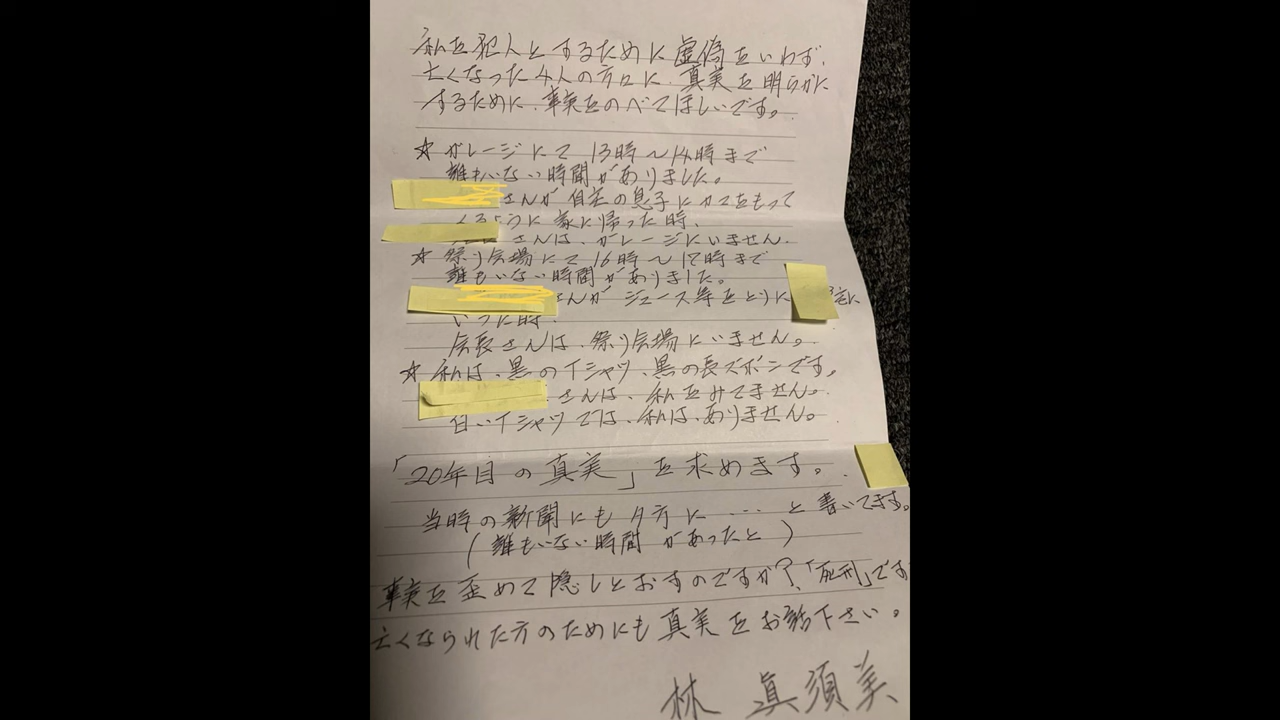 私を犯人とするために虚偽をいわず、
亡くなった4人の方々に、真実を明らかに
するために、事実をのべてほしいです。
☆ ガレージにて 13時～14時まで
誰もいない時間がありました。
さんが 自宅の息子にカマをもって
くるように家に帰った時、
さんは、ガレージにいません。
☆ 祭り会場にて 16時～17時まで
誰もいない時間がありました。
さんが ジュース等をとりに 宅に
いった時、
会長さんは、祭り会場にいません。
☆ 私は、黒のTシャツ、黒の長ズボンです。
さんは、私をみてません。
白いTシャツでは、私は、ありません。
「20年目の真実」を求めます。
当時の新聞にも夕方に…と書いてます。
(誰もいない時間があったと)
事実を歪めて隠しとおすのですか?、「死刑」です
亡くなられた方のためにも真実をお話下さい。
林 眞須美